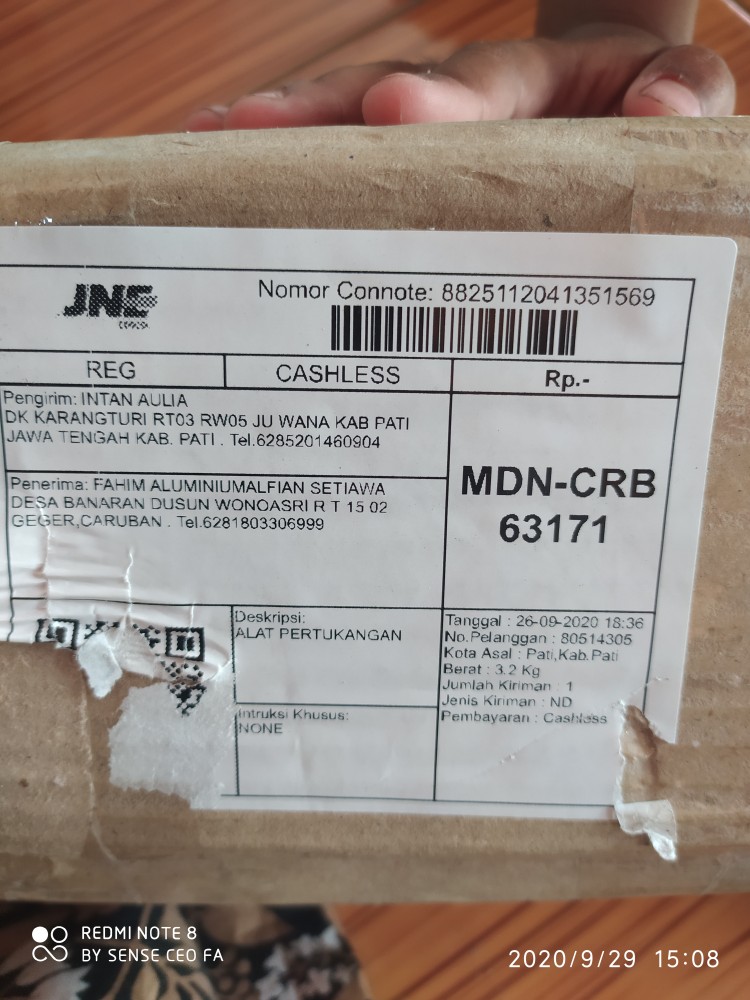 JNE
Nomor Connote: 8825112041351569
REG
CASHLESS
Rp.-
Pengirim: INTAN AULIA
DK KARANGTURI RT03 RW05 JU WANA KAB PATI
JAWA TENGAH KAB. PATI . Tel.6285201460904
Penerima: FAHIM ALUMINIUMALFIAN SETIAWA
DESA BANARAN DUSUN WONOASRI R T 15 02
GEGER,CARUBAN . Tel.6281803306999
MDN-CRB
63171
Deskripsi:
ALAT PERTUKANGAN
Intruksi Khusus:
NONE
Tanggal : 26-09-2020 18:36
No.Pelanggan : 80514305
Kota Asal : Pati,Kab.Pati
Berat : 3.2 Kg
Jumlah Kiriman : 1
Jenis Kiriman : ND
Pembayaran : Cashless
REDMI NOTE 8
BY SENSE CEO FA
2020/9/29 15:08